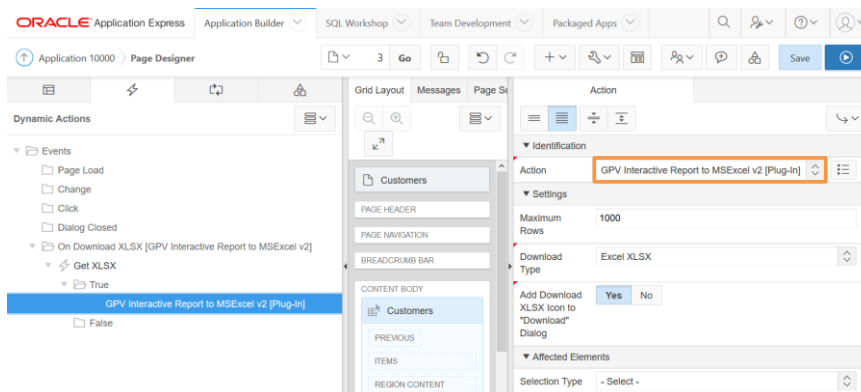 ORACLE Application Express Application Builder SQL Workshop Team Development Packaged Apps
Application 10000 Page Designer 3 Go Save
Grid Layout Messages Page Se Action
Dynamic Actions
Identification
Events
Page Load
Change
Click
Dialog Closed
On Download XLSX [GPV Interactive Report to MSExcel v2]
Get XLSX
True
GPV Interactive Report to MSExcel v2 [Plug-In]
False
Customers
PAGE HEADER
PAGE NAVIGATION
BREADCRUMB BAR
CONTENT BODY
Customers
PREVIOUS
ITEMS
REGION CONTENT
Action GPV Interactive Report to MSExcel v2 [Plug-In]
Settings
Maximum Rows 1000
Download Type Excel XLSX
Add Download XLSX Icon to "Download" Dialog Yes No
Affected Elements
Selection Type - Select -